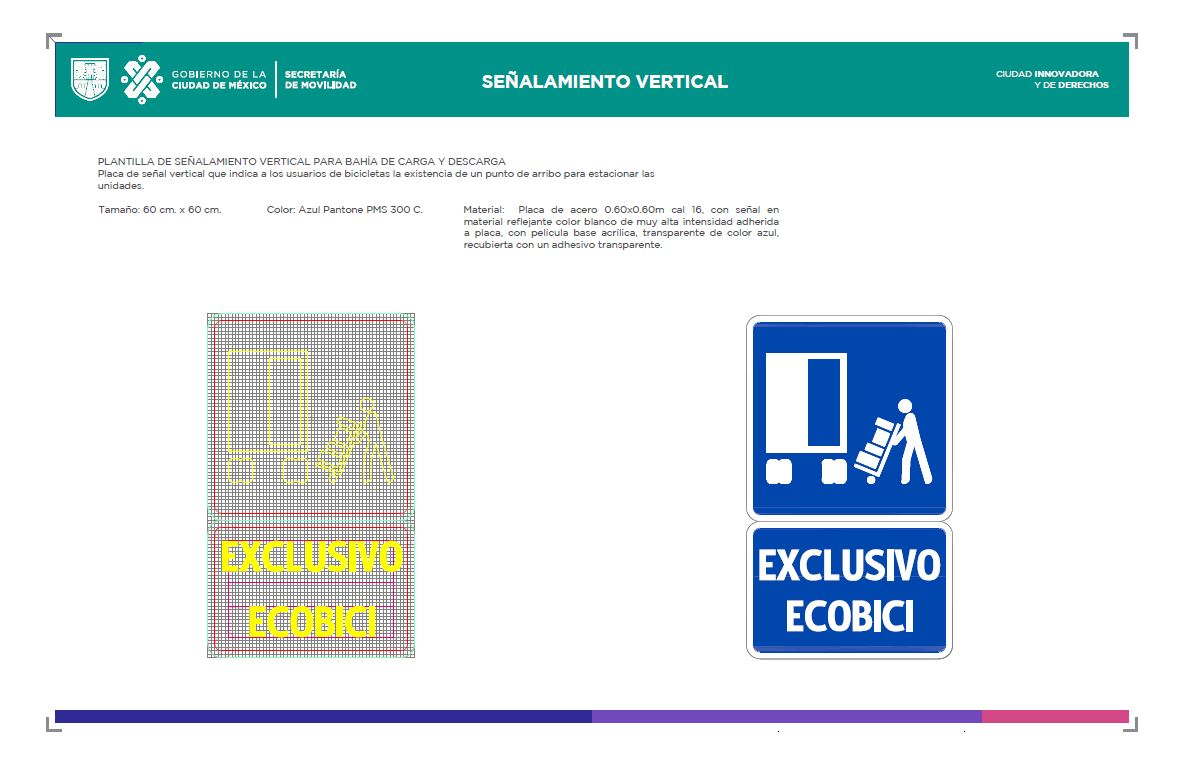 GOBIERNO DE LA
CIUDAD DE MÉXICO
SECRETARÍA
DE MOVILIDAD
SEÑALAMIENTO VERTICAL
CIUDAD INNOVADORA
Y DE DERECHOS
PLANTILLA DE SEÑALAMIENTO VERTICAL PARA BAHÍA DE CARGA Y DESCARGA
Placa de señal vertical que indica a los usuarios de bicicletas la existencia de un punto de arribo para estacionar las
unidades.
Tamaño: 60 cm. x 60 cm.
Color: Azul Pantone PMS 300 C.
Material: Placa de acero 0.60x0.60m cal 16, con señal en
material reflejante color blanco de muy alta intensidad adherida
a placa, con película base acrílica, transparente de color azul,
recubierta con un adhesivo transparente.
EXCLUSIVO
ECOBICI
EXCLUSIVO
ECOBICI